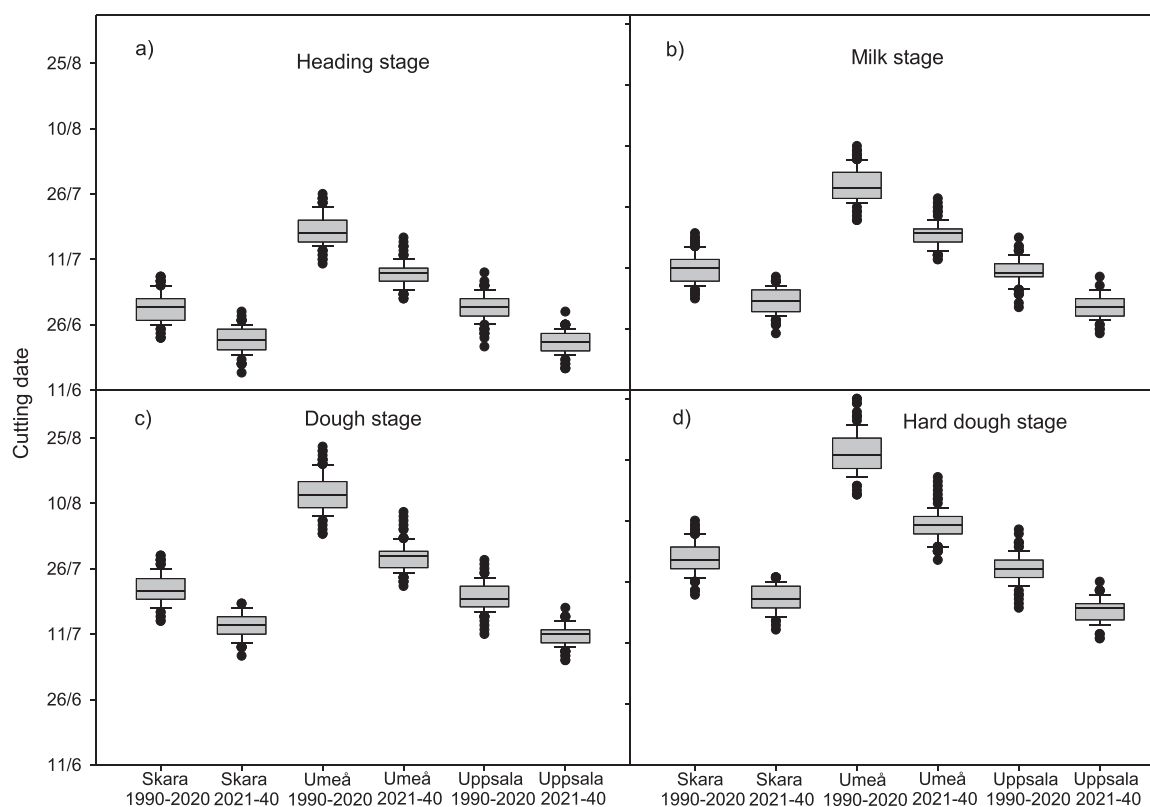 a)
Heading stage
b)
Milk stage
25/8
10/8
26/7
11/7
26/6
11/6
Cutting date
c)
Dough stage
d)
Hard dough stage
25/8
10/8
26/7
11/7
26/6
11/6
Skara
1990-2020
Skara
2021-40
Umeå
1990-2020
Umeå
2021-40
Uppsala
1990-2020
Uppsala
2021-40
Skara
1990-2020
Skara
2021-40
Umeå
1990-2020
Umeå
2021-40
Uppsala
1990-2020
Uppsala
2021-40